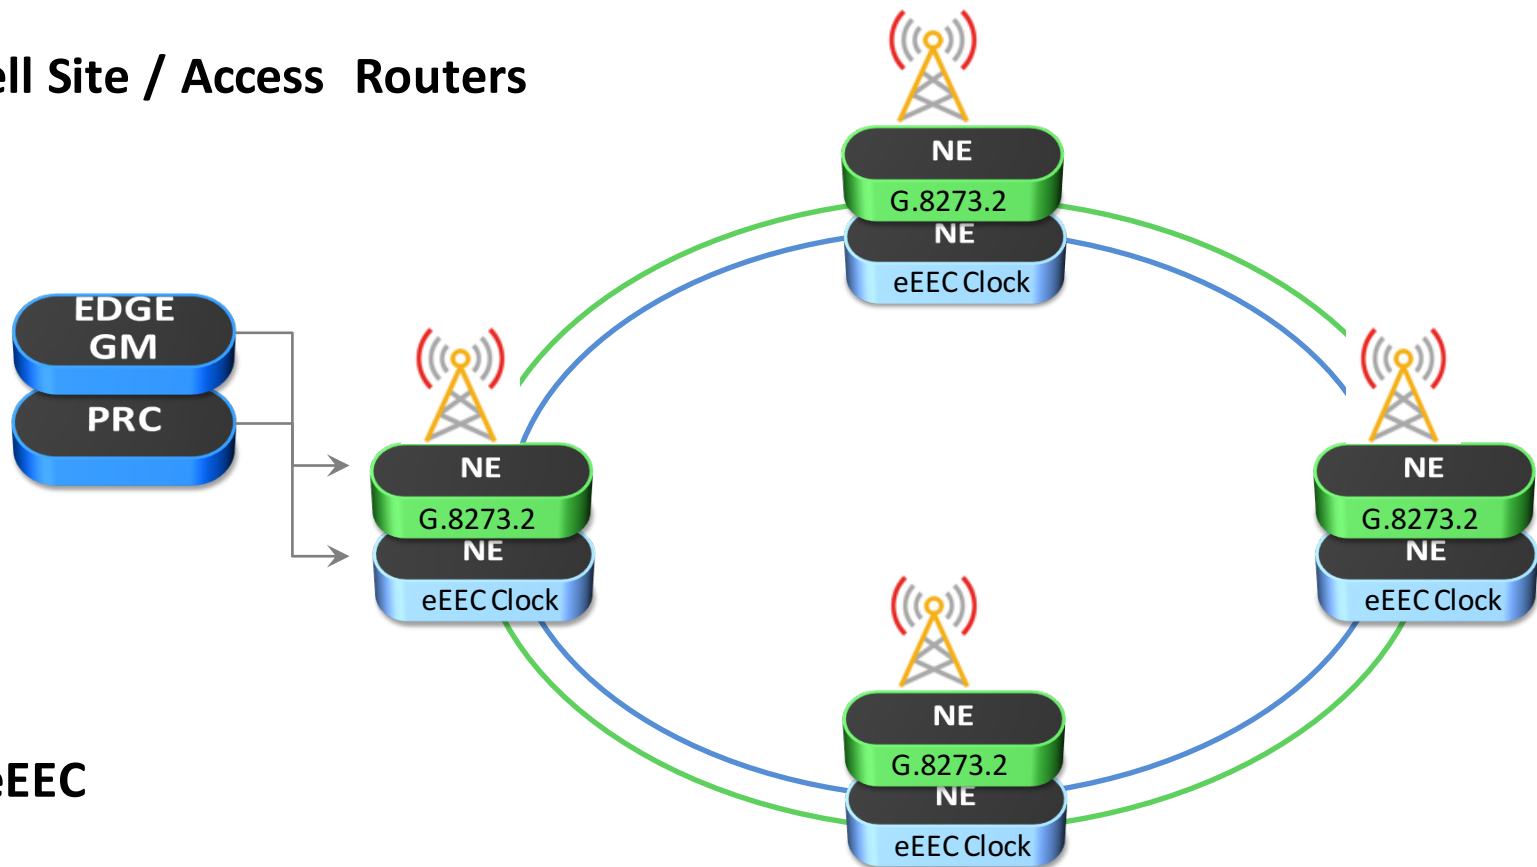 ell Site / Access Routers
NE
G.8273.2
NE
eEEC Clock
EDGE
GM
PRC
NE
G.8273.2
NE
eEEC Clock
NE
G.8273.2
NE
eEEC Clock
NE
G.8273.2
NE
eEEC Clock
eEEC